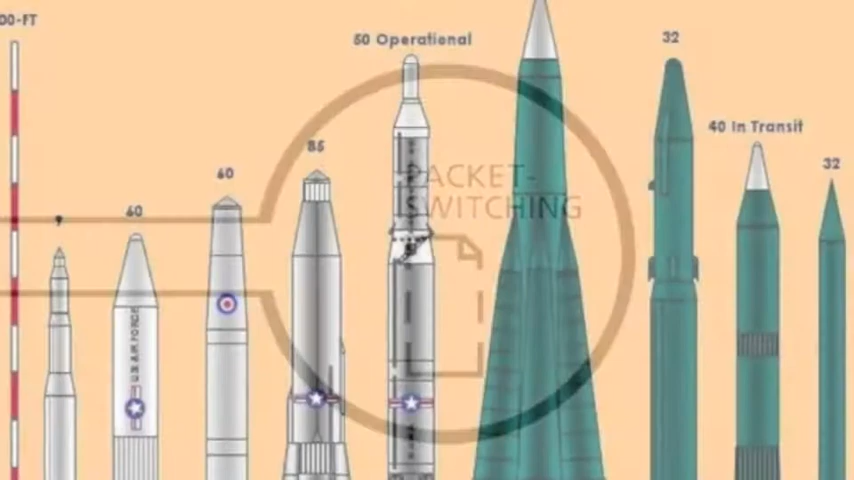 00-FT
50 Operational
32
85
40 In Transit
60
60
32
PACKET-
SWITCHING
U.S. AIR FORCE